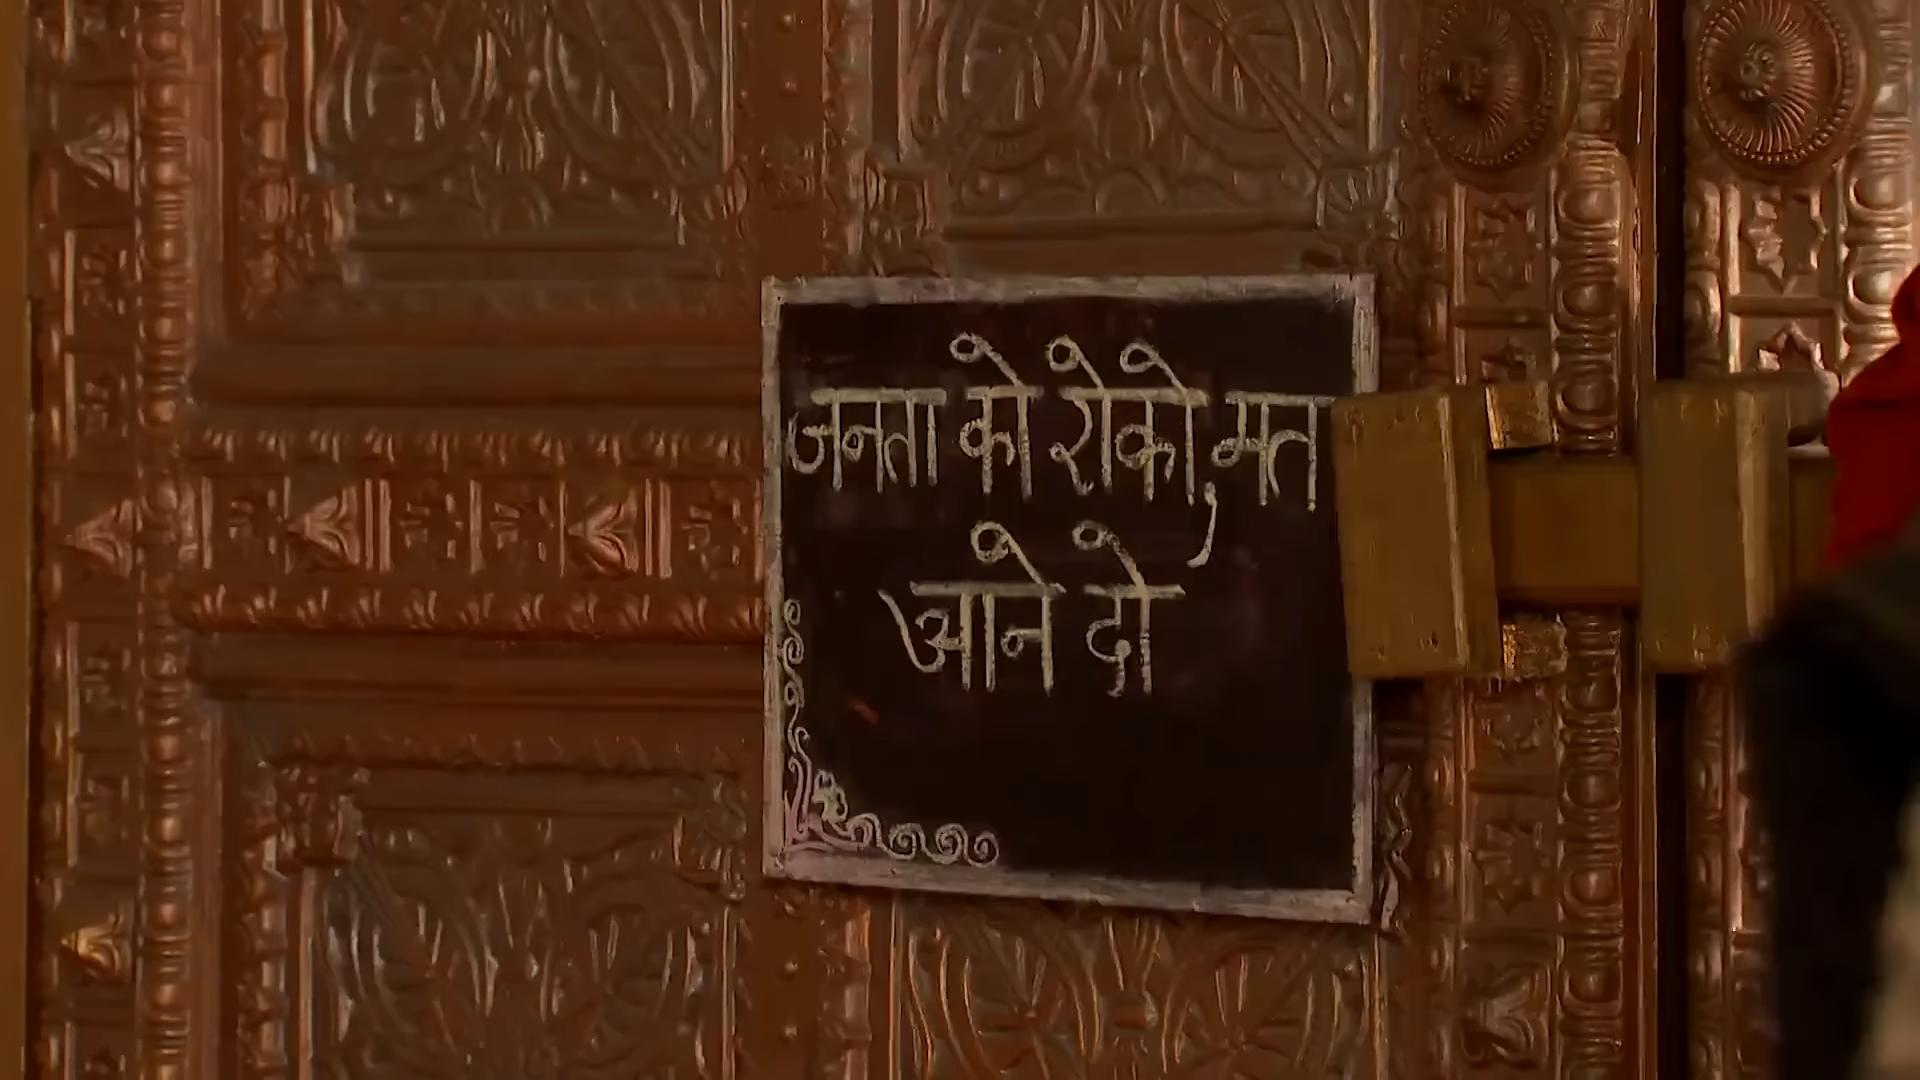 जनता को रोको, मत
आने दो